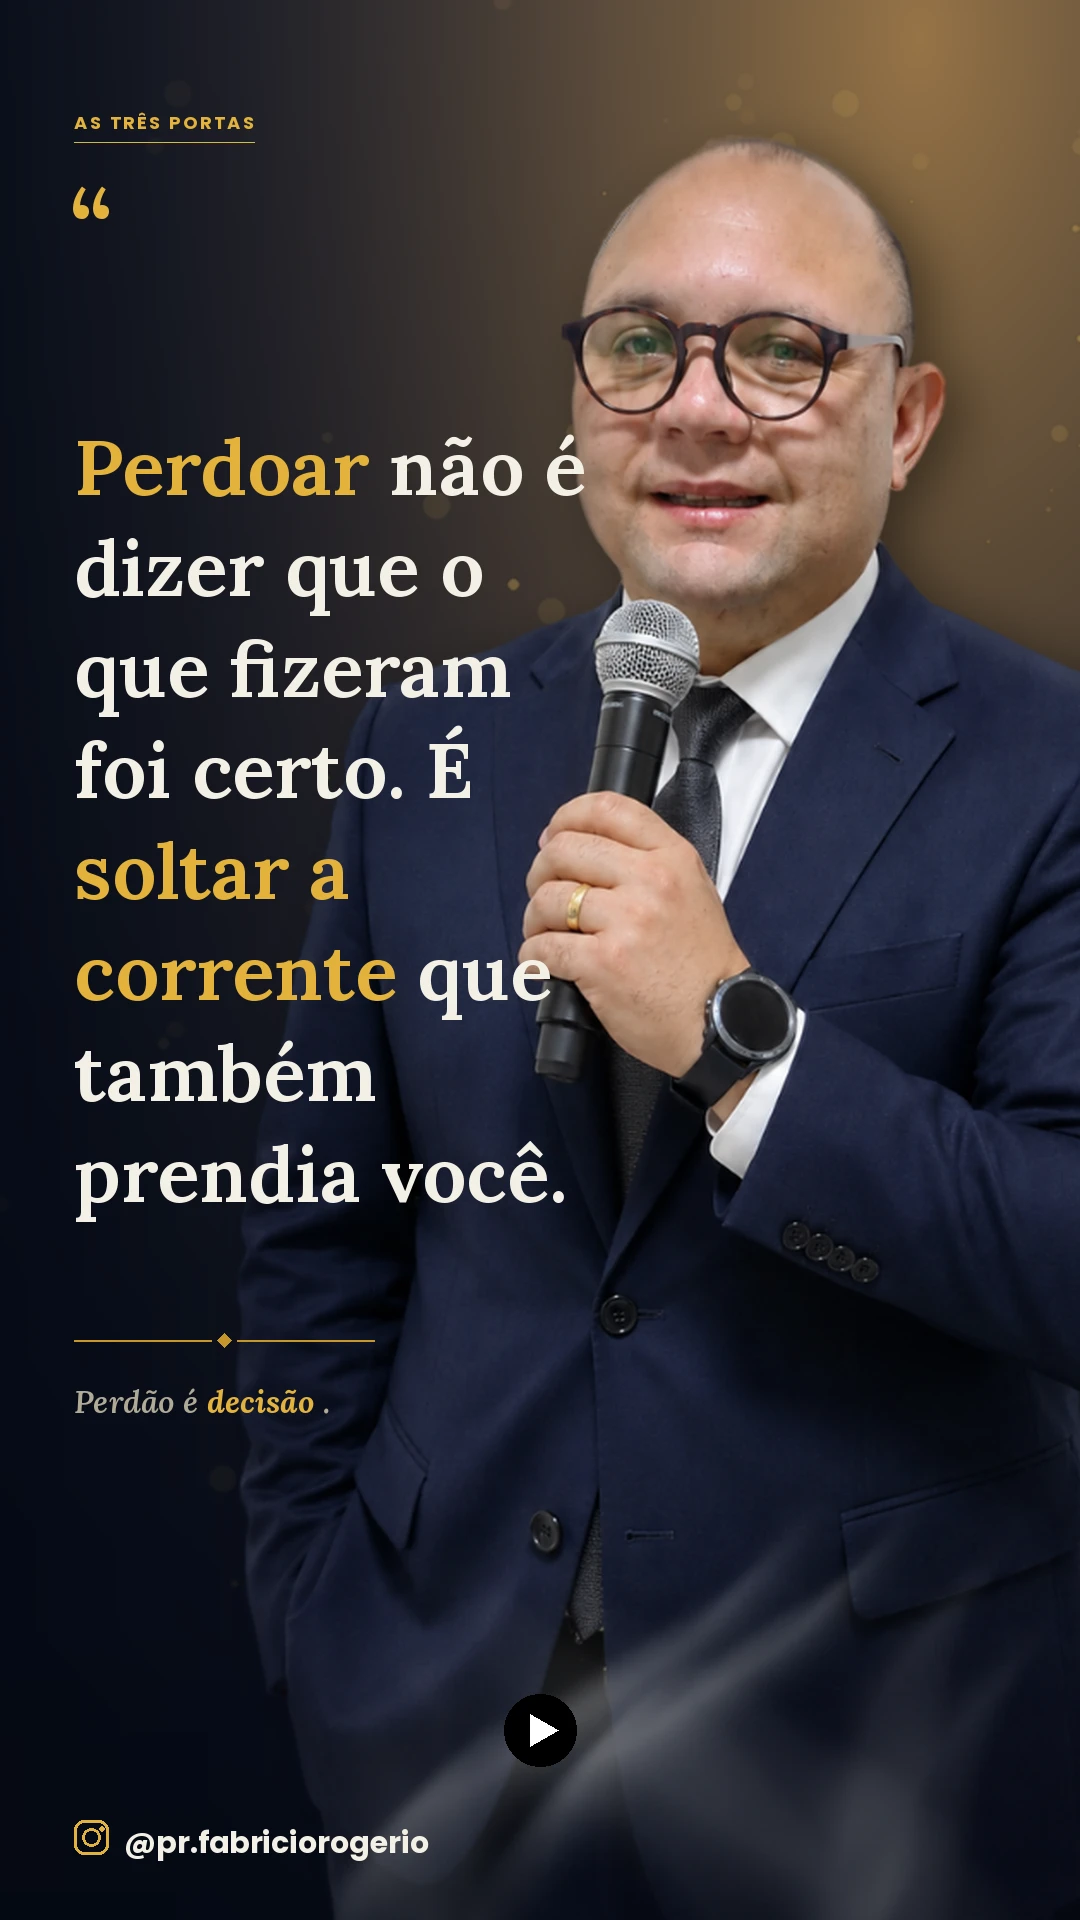 AS TRÊS PORTAS
“
Perdoar não é
dizer que o
que fizeram
foi certo. É
soltar a
corrente que
também
prendia você.
Perdão é decisão .
@pr.fabriciorogerio